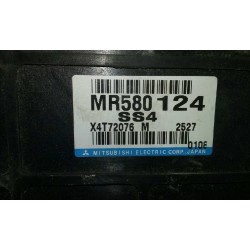 MR580 124
SS4
X4T72076 M 2527
0106
MITSUBISHI ELECTRIC CORP. JAPAN